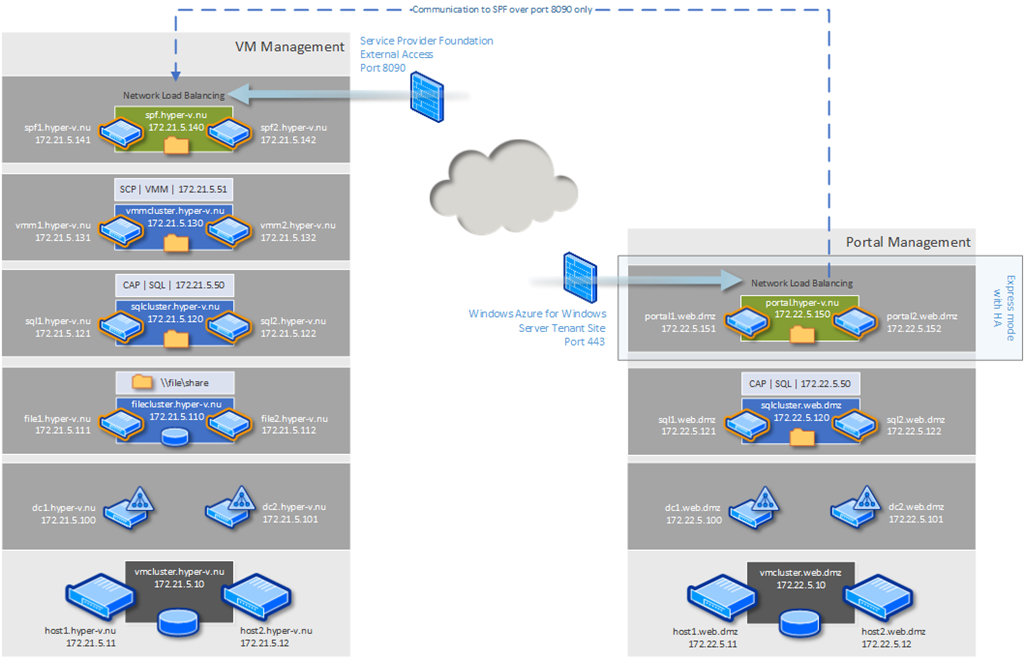 Communication to SPF over port 8090 only
VM Management
Service Provider Foundation
External Access
Port 8090
Network Load Balancing
spf.hyper-v.nu
172.21.5.140
spf1.hyper-v.nu
172.21.5.141
spf2.hyper-v.nu
172.21.5.142
SCP | VMM | 172.21.5.51
vmmcluster.hyper-v.nu
172.21.5.130
vmm1.hyper-v.nu
172.21.5.131
vmm2.hyper-v.nu
172.21.5.132
CAP | SQL | 172.21.5.50
sqlcluster.hyper-v.nu
172.21.5.120
sql1.hyper-v.nu
172.21.5.121
sql2.hyper-v.nu
172.21.5.122
\\file\share
filecluster.hyper-v.nu
172.21.5.110
file1.hyper-v.nu
172.21.5.111
file2.hyper-v.nu
172.21.5.112
dc1.hyper-v.nu
172.21.5.100
dc2.hyper-v.nu
172.21.5.101
vmcluster.hyper-v.nu
172.21.5.10
host1.hyper-v.nu
172.21.5.11
host2.hyper-v.nu
172.21.5.12
Windows Azure for Windows
Server Tenant Site
Port 443
Portal Management
Network Load Balancing
portal.hyper-v.nu
172.22.5.150
portal1.web.dmz
172.22.5.151
portal2.web.dmz
172.22.5.152
Express mode
with HA
CAP | SQL | 172.22.5.50
sqlcluster.web.dmz
172.22.5.120
sql1.web.dmz
172.22.5.121
sql2.web.dmz
172.22.5.122
dc1.web.dmz
172.22.5.100
dc2.web.dmz
172.22.5.101
vmcluster.web.dmz
172.22.5.10
host1.web.dmz
172.22.5.11
host2.web.dmz
172.22.5.12